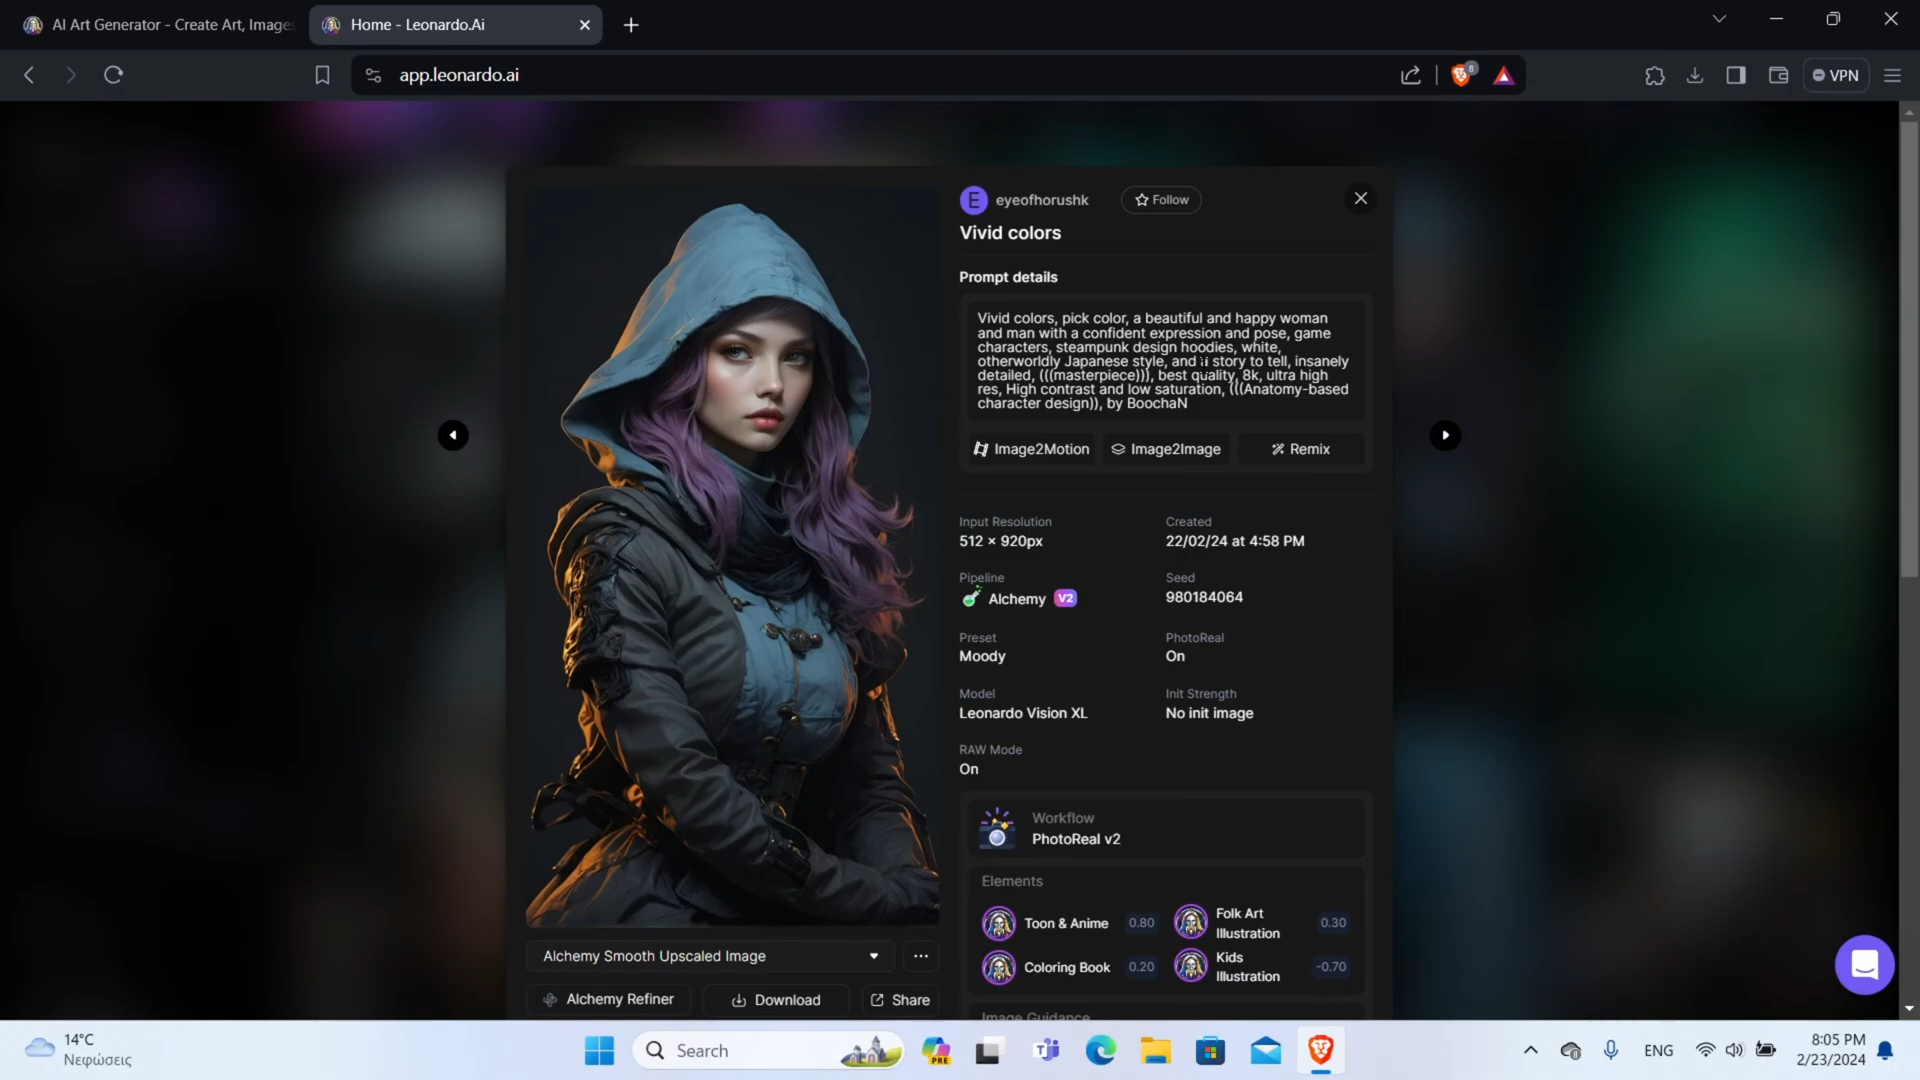 AI Art Generator - Create Art, Images
Home - Leonardo.Ai
app.leonardo.ai
8
VPN
E
eyeofhorushk
Follow
Vivid colors
Prompt details
Vivid colors, pick color, a beautiful and happy woman
and man with a confident expression and pose, game
characters, steampunk design hoodies, white,
otherworldly Japanese style, and a story to tell, insanely
detailed, (((masterpiece))), best quality, 8k, ultra high
res, High contrast and low saturation, (((Anatomy-based
character design)), by BoochaN
Image2Motion
Image2Image
Remix
Input Resolution
512 × 920px
Created
22/02/24 at 4:58 PM
Pipeline
Alchemy V2
Seed
980184064
Preset
Moody
PhotoReal
On
Model
Leonardo Vision XL
Init Strength
No init image
RAW Mode
On
Workflow
PhotoReal v2
Elements
Toon & Anime 0.80
Folk Art
Illustration
0.30
Coloring Book 0.20
Kids
Illustration
-0.70
Image Guidance
Alchemy Smooth Upscaled Image
Alchemy Refiner
Download
Share
14°C
Νεφώσεις
Search
PRE
ENG
8:05 PM
2/23/2024